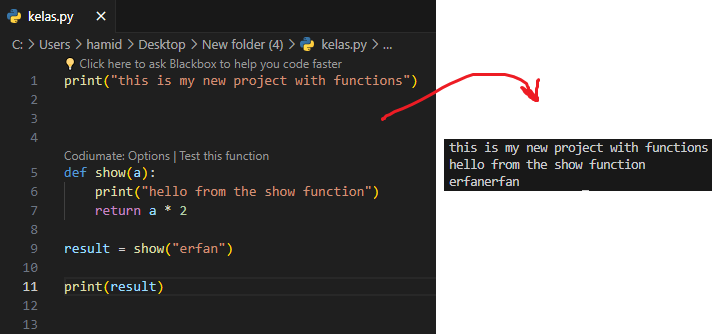 kelas.py ×
C: > Users > hamid > Desktop > New folder (4) > kelas.py > ...
Click here to ask Blackbox to help you code faster
1 print("this is my new project with functions")
2
3
4
Codiumate: Options | Test this function
5 def show(a):
6     print("hello from the show function")
7     return a * 2
8
9 result = show("erfan")
10
11 print(result)
12
13
this is my new project with functions
hello from the show function
erfanerfan